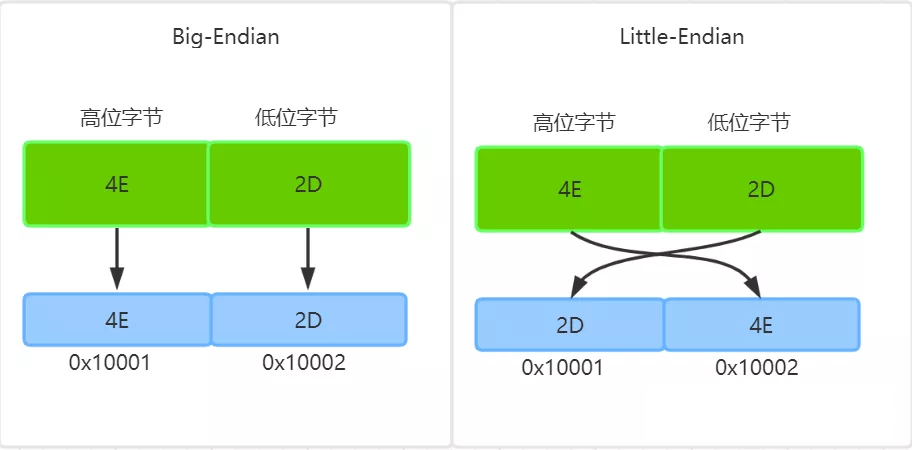 Big-Endian
高位字节 低位字节
4E 2D
4E 2D
0x10001 0x10002
Little-Endian
高位字节 低位字节
4E 2D
2D 4E
0x10001 0x10002